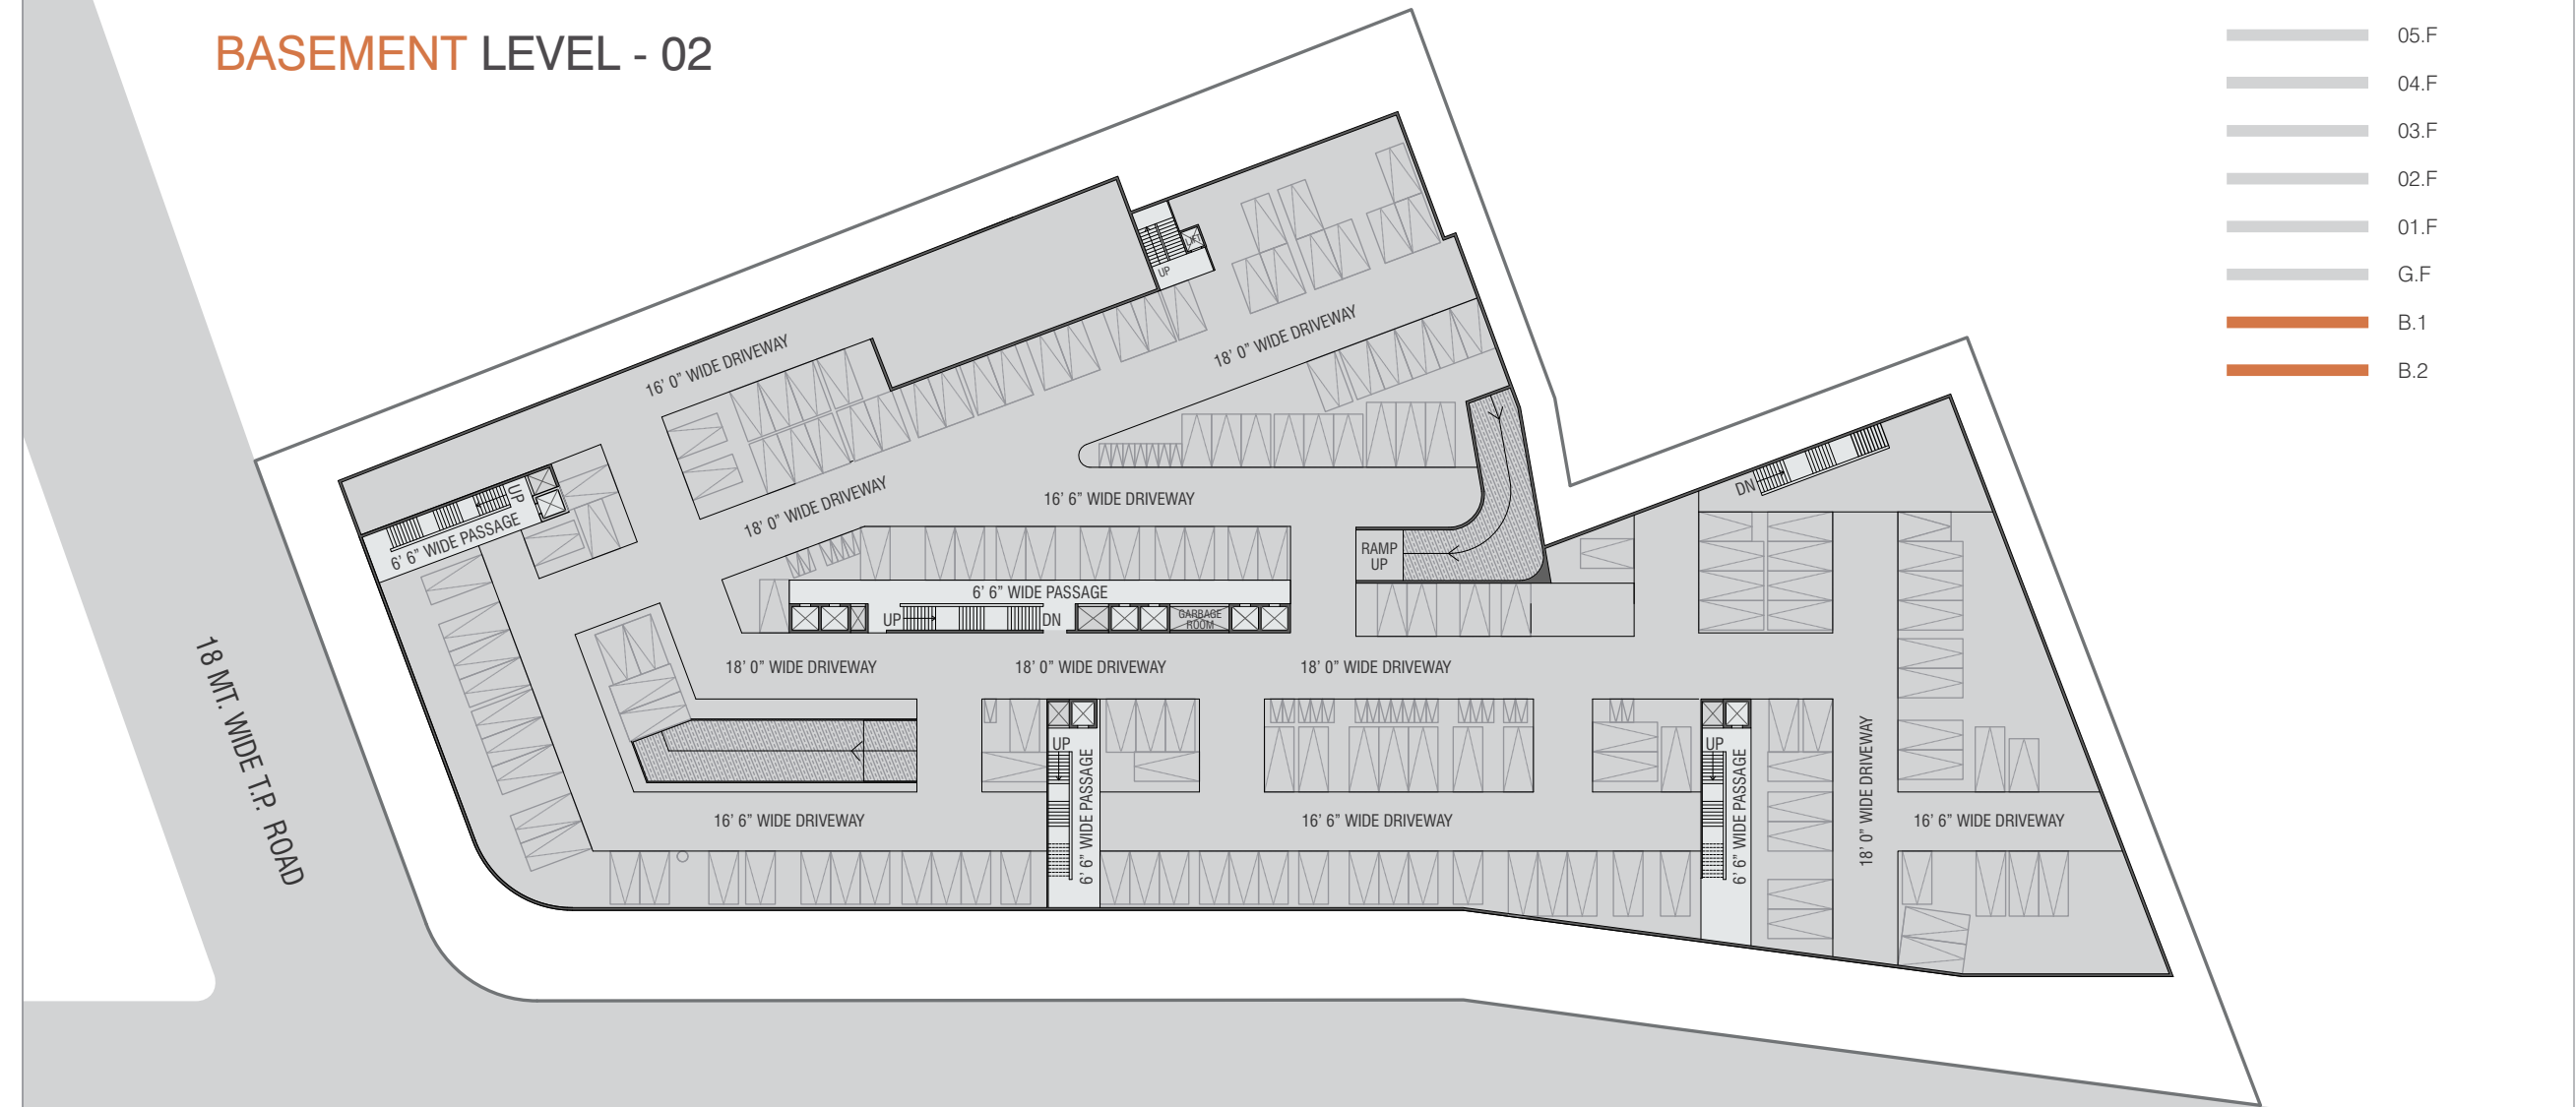 BASEMENT LEVEL - 02
05.F
04.F
03.F
02.F
01.F
G.F
B.1
B.2
LIFT
UP
16' 0" WIDE DRIVEWAY
18' 0" WIDE DRIVEWAY
18' 0" WIDE DRIVEWAY
16' 6" WIDE DRIVEWAY
UP
6' 6" WIDE PASSAGE
DN
RAMP
UP
6' 6" WIDE PASSAGE
UP
DN
GARBAGE
ROOM
18' 0" WIDE DRIVEWAY
18' 0" WIDE DRIVEWAY
18' 0" WIDE DRIVEWAY
18 MT. WIDE T.P. ROAD
UP
6' 6" WIDE PASSAGE
UP
6' 6" WIDE PASSAGE
18' 0" WIDE DRIVEWAY
16' 6" WIDE DRIVEWAY
16' 6" WIDE DRIVEWAY
16' 6" WIDE DRIVEWAY